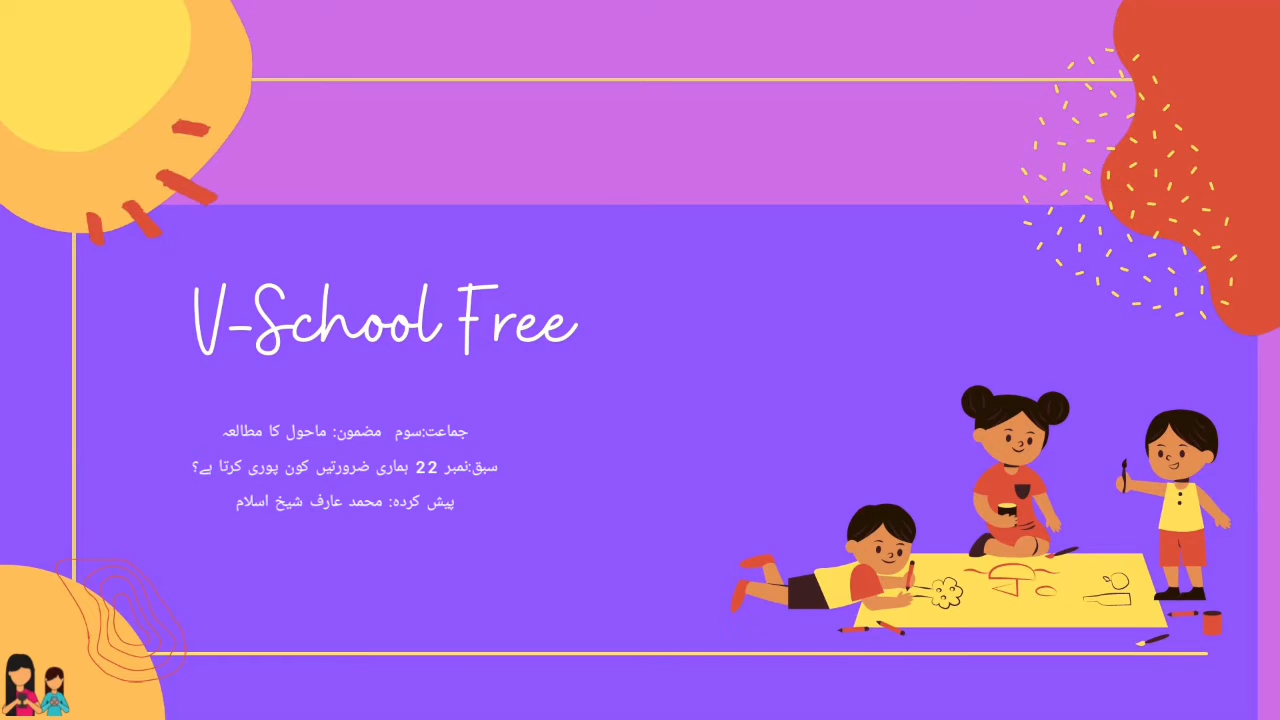 V-School Free
جماعت:سوم مضمون: ماحول کا مطالعہ
سبق:نمبر 22 ہماری ضرورتیں کون پوری کرتا ہے؟
پیش کردہ: محمد عارف شیخ اسلام